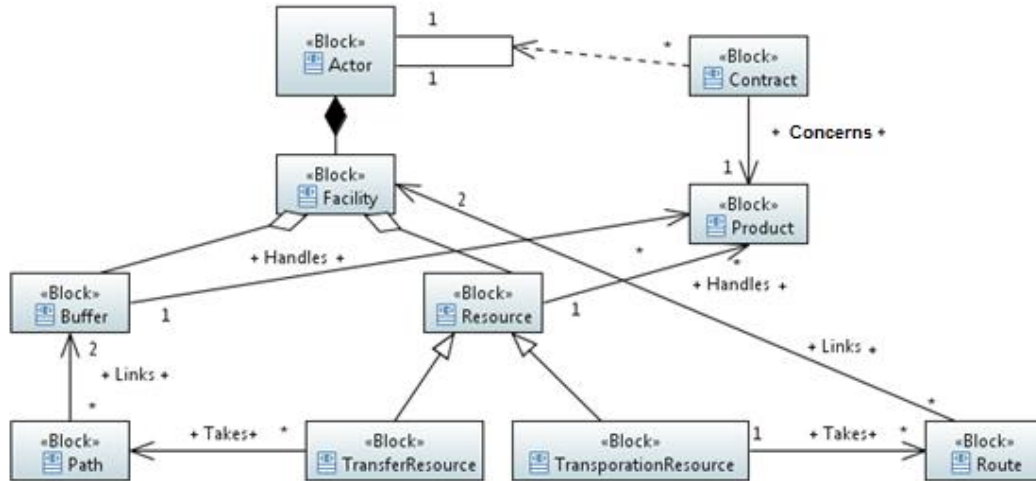 1
«Block»
Actor
1
*
«Block»
Contract
+ Concerns +
1
«Block»
Facility
2
«Block»
Product
+ Handles +
*
*
+ Handles +
«Block»
Buffer
1
«Block»
Resource
1
2
+ Links +
+ Links +
*
*
*
«Block»
Path
+ Takes+
*
«Block»
TransferResource
«Block»
TransporationResource
1
+ Takes+
*
«Block»
Route